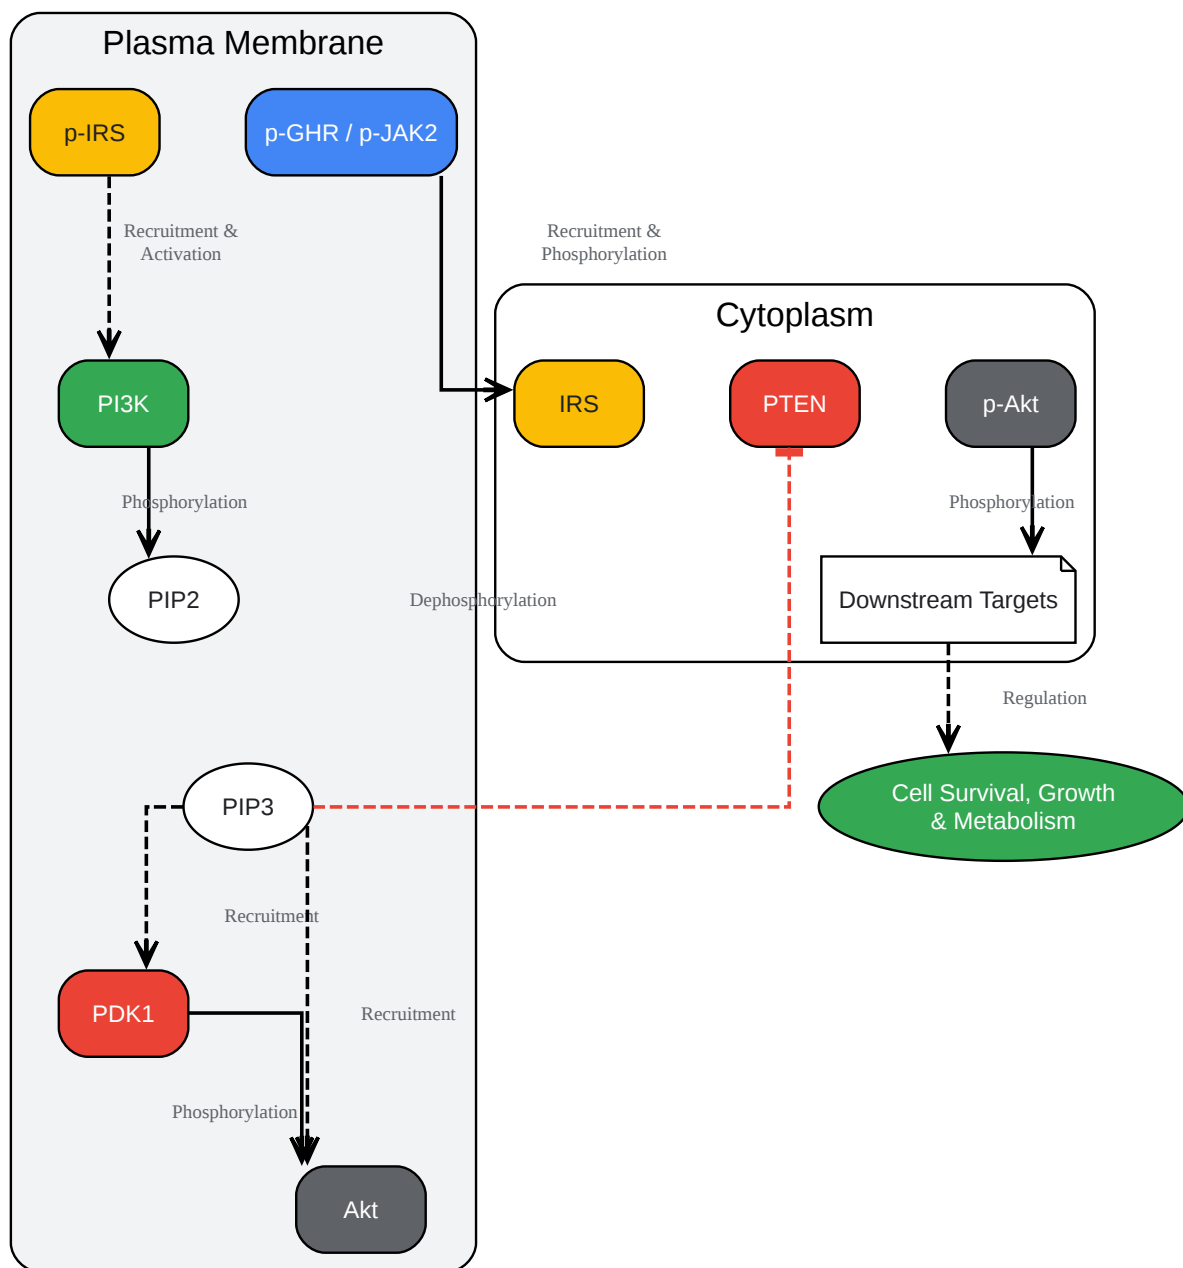 Plasma Membrane
p-IRS
p-GHR / p-JAK2
Recruitment &
Activation
Recruitment &
Phosphorylation
Cytoplasm
PI3K
IRS
PTEN
p-Akt
Phosphorylation
Phosphorylation
PIP2
Dephosphorylation
Downstream Targets
Regulation
PIP3
Cell Survival, Growth
& Metabolism
Recruitment
PDK1
Recruitment
Phosphorylation
Akt